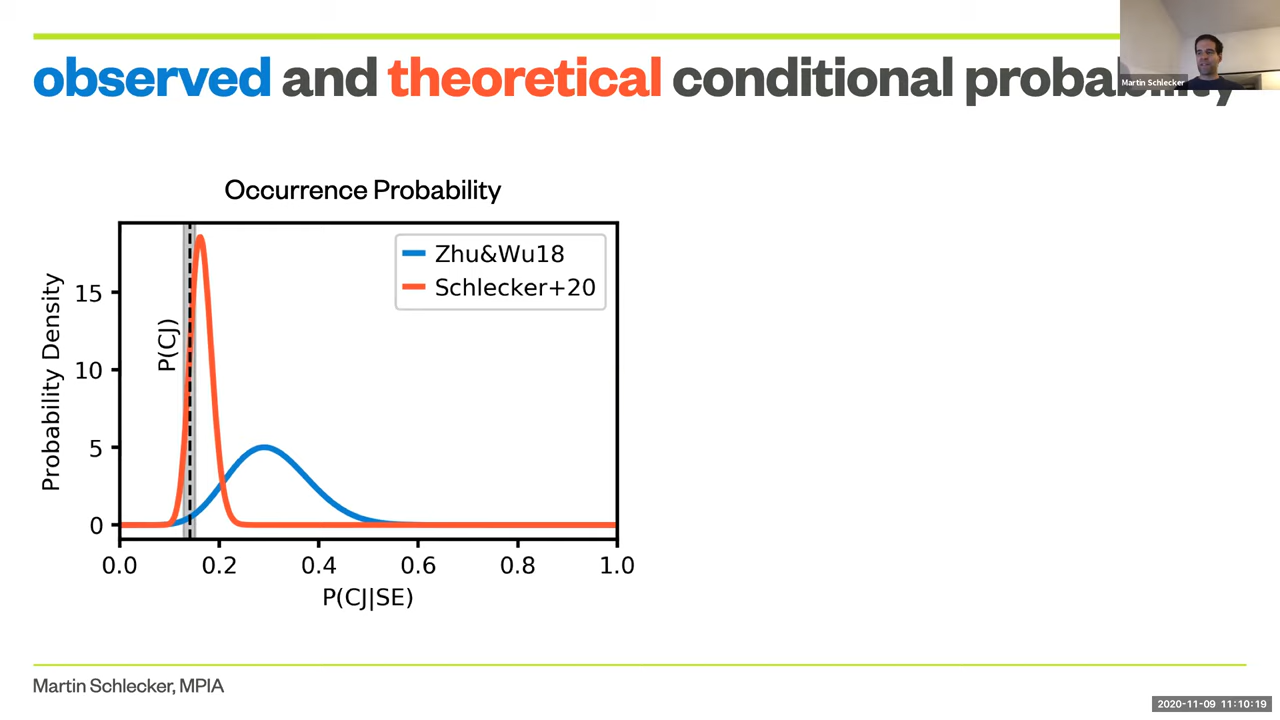 observed and theoretical conditional probability
Martin Schlecker
Occurrence Probability
Probability Density
15
10
5
0
P(CJ)
Zhu&Wu18
Schlecker+20
0.0 0.2 0.4 0.6 0.8 1.0
P(CJ|SE)
Martin Schlecker, MPIA
2020-11-09 11:10:19